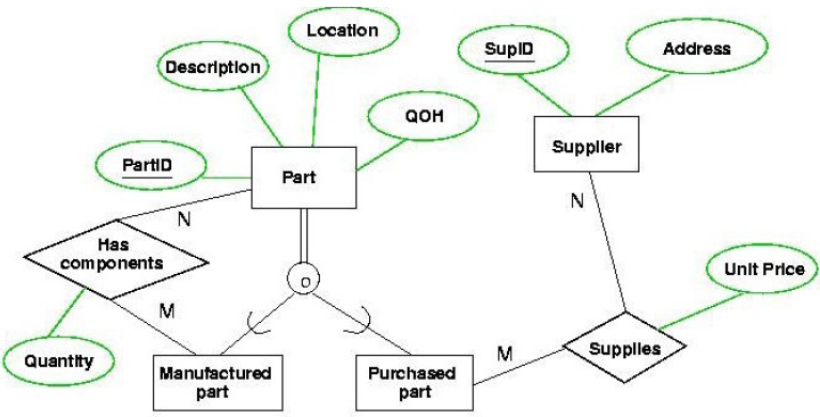 Location
SupID
Address
Description
QOH
PartID
Part
Supplier
N
N
Has
components
o
Unit Price
M
Supplies
M
Quantity
Manufactured
part
Purchased
part